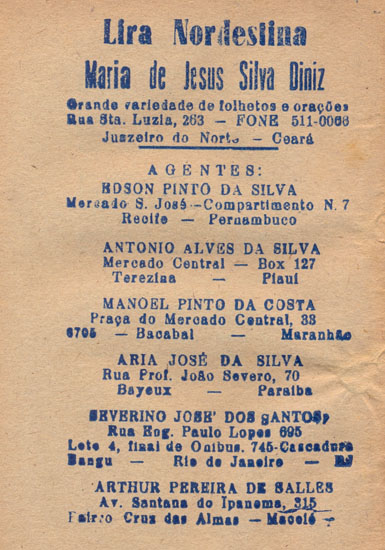 Lira Nordestina
Maria de Jesus Silva Diniz
Grande variedade de folhetos e orações
Rua Sta. Luzia, 263 — FONE 511-0066
Juazeiro do Norte — Ceará
AGENTES:
EDSON PINTO DA SILVA
Mercado S. José—Compartimento N. 7
Recife — Pernambuco
ANTONIO ALVES DA SILVA
Mercado Central — Box 127
Terezina — Piauí
MANOEL PINTO DA COSTA
Praça do Mercado Central, 33
6705 — Bacabal — Maranhão
ARIA JOSÉ DA SILVA
Rua Prof. João Severo, 70
Bayeux — Paraiba
SEVERINO JOSE' DOS SANTOS,
Rua Eng. Paulo Lopes 695
Lote 4, final de Onibus. 745-Cascadura
Bangu — Rio de Janeiro — RJ
ARTHUR PEREIRA DE SALLES
Av. Santana do Ipanema, 315
Bairro Cruz das Almas — Maceió —